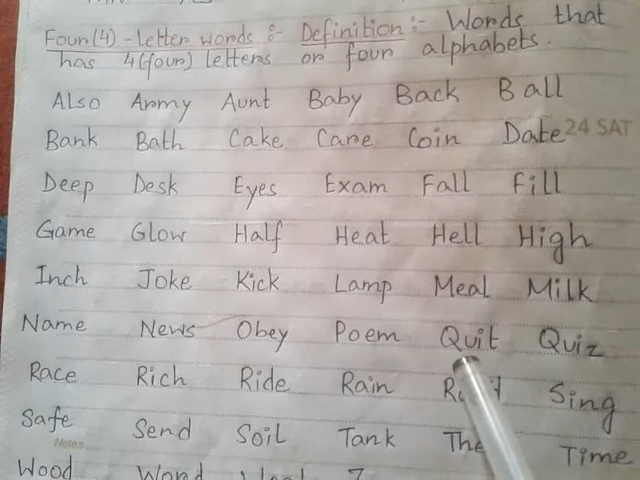 Four(4) - letter words :- Definition :- Words that
has 4(four) letters or four alphabets.
Also Army Aunt Baby Back Ball
Bank Bath Cake Care Coin Date 24 SAT
Deep Desk Eyes Exam Fall Fill
Game Glow Half Heat Hell High
Inch Joke Kick Lamp Meal Milk
Name News Obey Poem Quit Quiz
Race Rich Ride Rain Sing
Safe Send Soil Tank Time
Notes
Wood Word